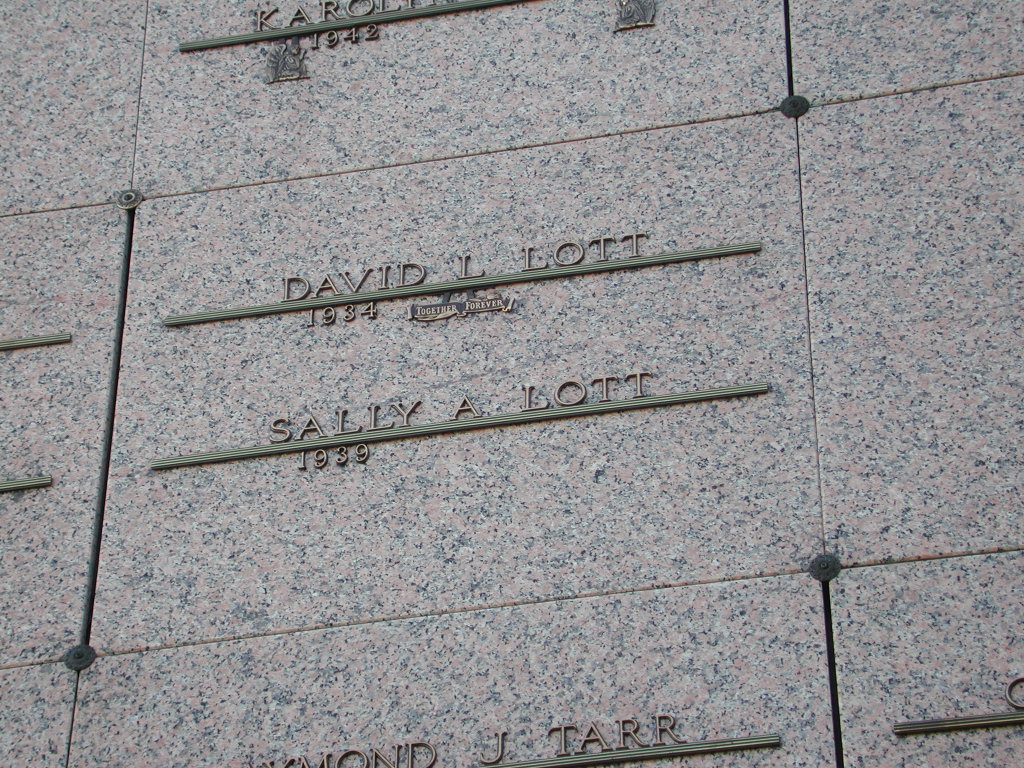 1942
DAVID L LOTT
1934
TOGETHER FOREVER
SALLY A LOTT
1939
J TARR